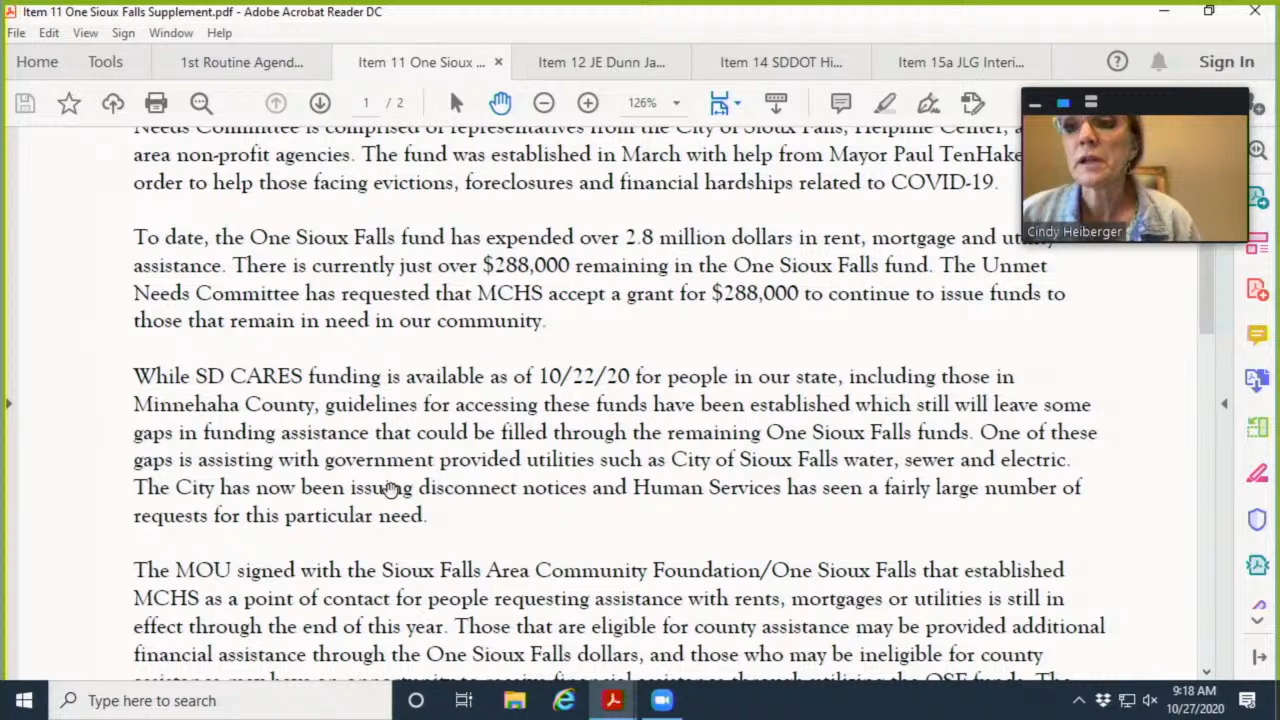 Item 11 One Sioux Falls Supplement.pdf - Adobe Acrobat Reader DC
File Edit View Sign Window Help
Home Tools 1st Routine Agend... Item 11 One Sioux ... × Item 12 JE Dunn Ja... Item 14 SDDOT Hi... Item 15a JLG Interi... Sign In
1 / 2 126%
Needs Committee is comprised of representatives from the City of Sioux Falls, Helpline Center,
area non-profit agencies. The fund was established in March with help from Mayor Paul TenHake
order to help those facing evictions, foreclosures and financial hardships related to COVID-19.
To date, the One Sioux Falls fund has expended over 2.8 million dollars in rent, mortgage and utility
assistance. There is currently just over $288,000 remaining in the One Sioux Falls fund. The Unmet
Needs Committee has requested that MCHS accept a grant for $288,000 to continue to issue funds to
those that remain in need in our community.
While SD CARES funding is available as of 10/22/20 for people in our state, including those in
Minnehaha County, guidelines for accessing these funds have been established which still will leave some
gaps in funding assistance that could be filled through the remaining One Sioux Falls funds. One of these
gaps is assisting with government provided utilities such as City of Sioux Falls water, sewer and electric.
The City has now been issuing disconnect notices and Human Services has seen a fairly large number of
requests for this particular need.
The MOU signed with the Sioux Falls Area Community Foundation/One Sioux Falls that established
MCHS as a point of contact for people requesting assistance with rents, mortgages or utilities is still in
effect through the end of this year. Those that are eligible for county assistance may be provided additional
financial assistance through the One Sioux Falls dollars, and those who may be ineligible for county
Cindy Heiberger
Type here to search
9:18 AM
10/27/2020